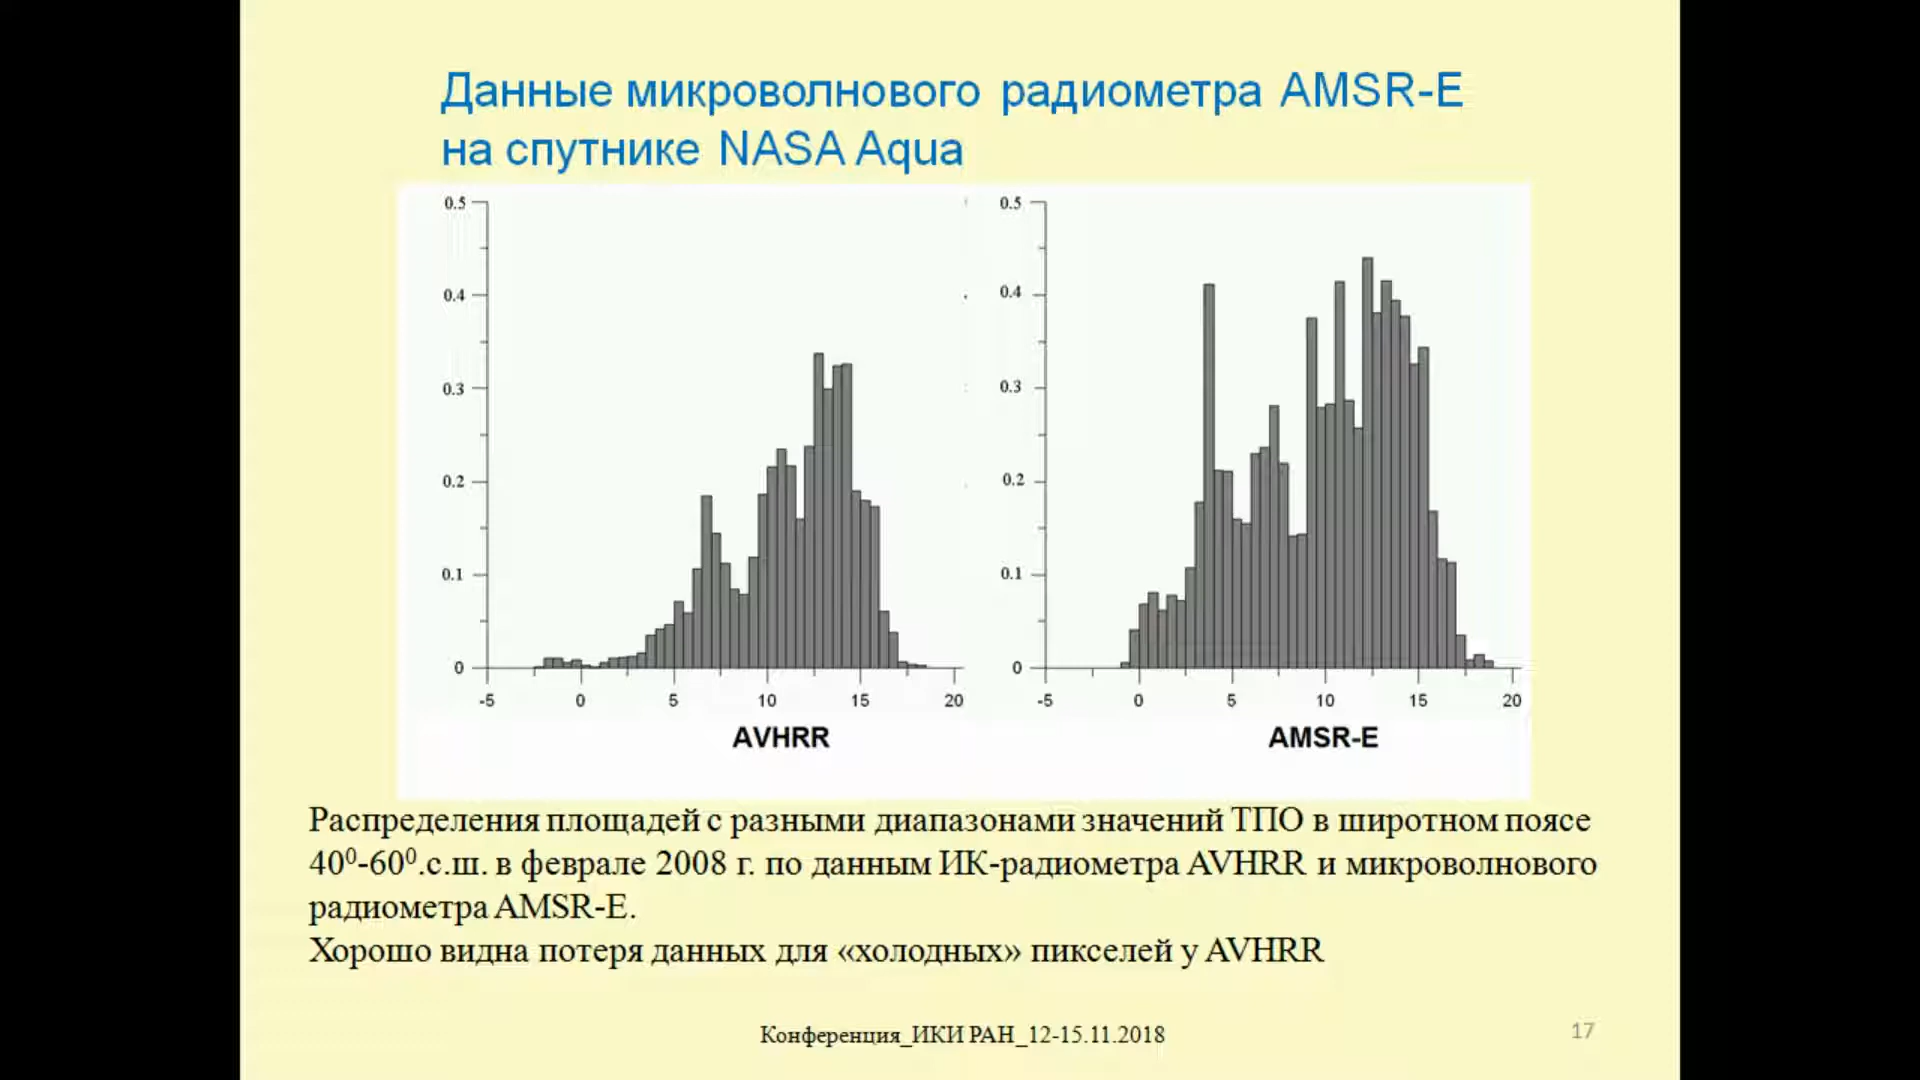 Данные микроволнового радиометра AMSR-E
на спутнике NASA Aqua
0.5
0.4
0.3
0.2
0.1
0
-5 0 5 10 15 20
AVHRR
0.5
0.4
0.3
0.2
0.1
0
-5 0 5 10 15 20
AMSR-E
Распределения площадей с разными диапазонами значений ТПО в широтном поясе
40⁰-60⁰.с.ш. в феврале 2008 г. по данным ИК-радиометра AVHRR и микроволнового
радиометра AMSR-E.
Хорошо видна потеря данных для «холодных» пикселей у AVHRR
Конференция_ИКИ РАН_12-15.11.2018
17